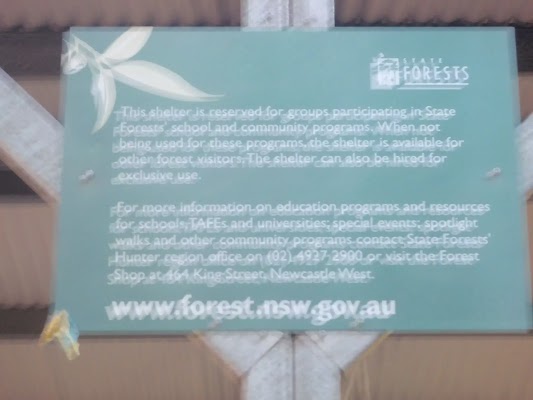 STATE
FORESTS
This shelter is reserved for groups participating in State
Forests' school and community programs. When not
being used for these programs, the shelter is available for
other forest visitors. The shelter can also be hired for
exclusive use.
For more information on education programs and resources
for schools, TAFEs and universities; special events; spotlight
walks and other community programs contact State Forests'
Hunter region office on (02) 4927 2900 or visit the Forest
Shop at 464 King Street, Newcastle West.
www.forest.nsw.gov.au